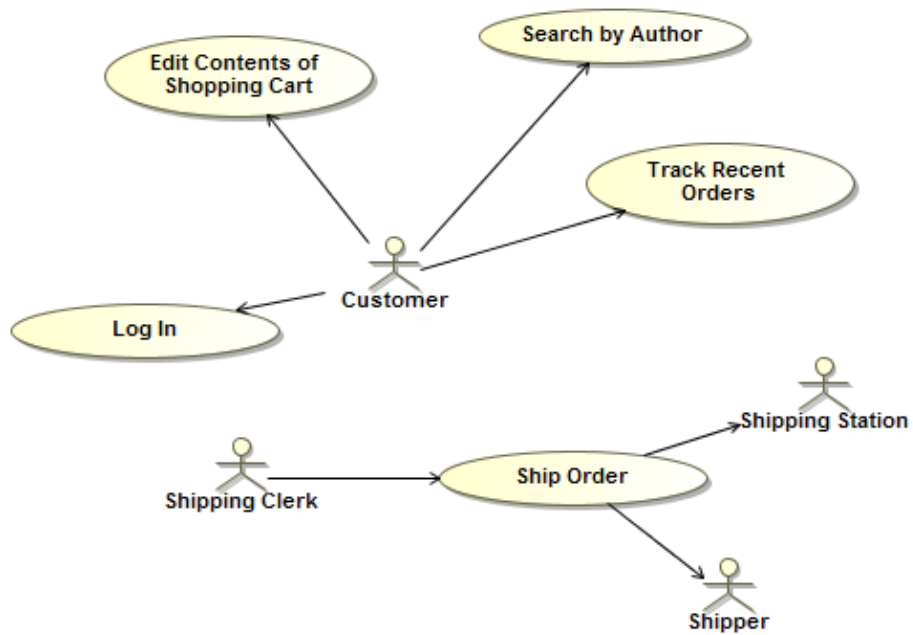 Search by Author
Edit Contents of
Shopping Cart
Track Recent
Orders
Customer
Log In
Shipping Station
Ship Order
Shipping Clerk
Shipper